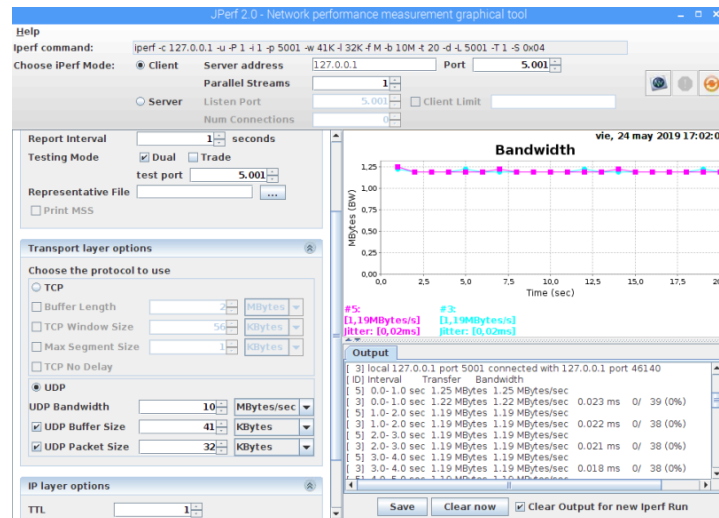 JPerf 2.0 - Network performance measurement graphical tool
Help
Iperf command: iperf -c 127.0.0.1 -u -P 1 -i 1 -p 5001 -w 41K -l 32K -f M -b 10M -t 20 -d -L 5001 -T 1 -S 0x04
Choose iPerf Mode: Client Server address 127.0.0.1 Port 5.001
Parallel Streams 1
Server Listen Port 5.001 Client Limit
Num Connections 0
Report Interval 1 seconds
Testing Mode Dual Trade
test port 5.001
Representative File ...
Print MSS
Transport layer options
Choose the protocol to use
TCP
Buffer Length 2 MBytes
TCP Window Size 56 KBytes
Max Segment Size 1 KBytes
TCP No Delay
UDP
UDP Bandwidth 10 MBytes/sec
UDP Buffer Size 41 KBytes
UDP Packet Size 32 KBytes
IP layer options
TTL 1
vie, 24 may 2019 17:02:0
Bandwidth
MBytes (BW)
1,25
1,00
0,75
0,50
0,25
0,00
0,0 2,5 5,0 7,5 10,0 12,5 15,0 17,5 20
Time (sec)
#5: #3:
[1,19MBytes/s] [1,19MBytes/s]
Jitter: [0,02ms] Jitter: [0,02ms]
Output
[ 3] local 127.0.0.1 port 5001 connected with 127.0.0.1 port 46140
[ ID] Interval Transfer Bandwidth
[ 5] 0.0- 1.0 sec 1.25 MBytes 1.25 MBytes/sec
[ 3] 0.0- 1.0 sec 1.22 MBytes 1.22 MBytes/sec 0.023 ms 0/ 39 (0%)
[ 5] 1.0- 2.0 sec 1.19 MBytes 1.19 MBytes/sec
[ 3] 1.0- 2.0 sec 1.19 MBytes 1.19 MBytes/sec 0.022 ms 0/ 38 (0%)
[ 5] 2.0- 3.0 sec 1.19 MBytes 1.19 MBytes/sec
[ 3] 2.0- 3.0 sec 1.19 MBytes 1.19 MBytes/sec 0.021 ms 0/ 38 (0%)
[ 5] 3.0- 4.0 sec 1.19 MBytes 1.19 MBytes/sec
[ 3] 3.0- 4.0 sec 1.19 MBytes 1.19 MBytes/sec 0.018 ms 0/ 38 (0%)
[ 5] 4.0- 5.0 sec 1.19 MBytes 1.19 MBytes/sec
Save Clear now Clear Output for new Iperf Run